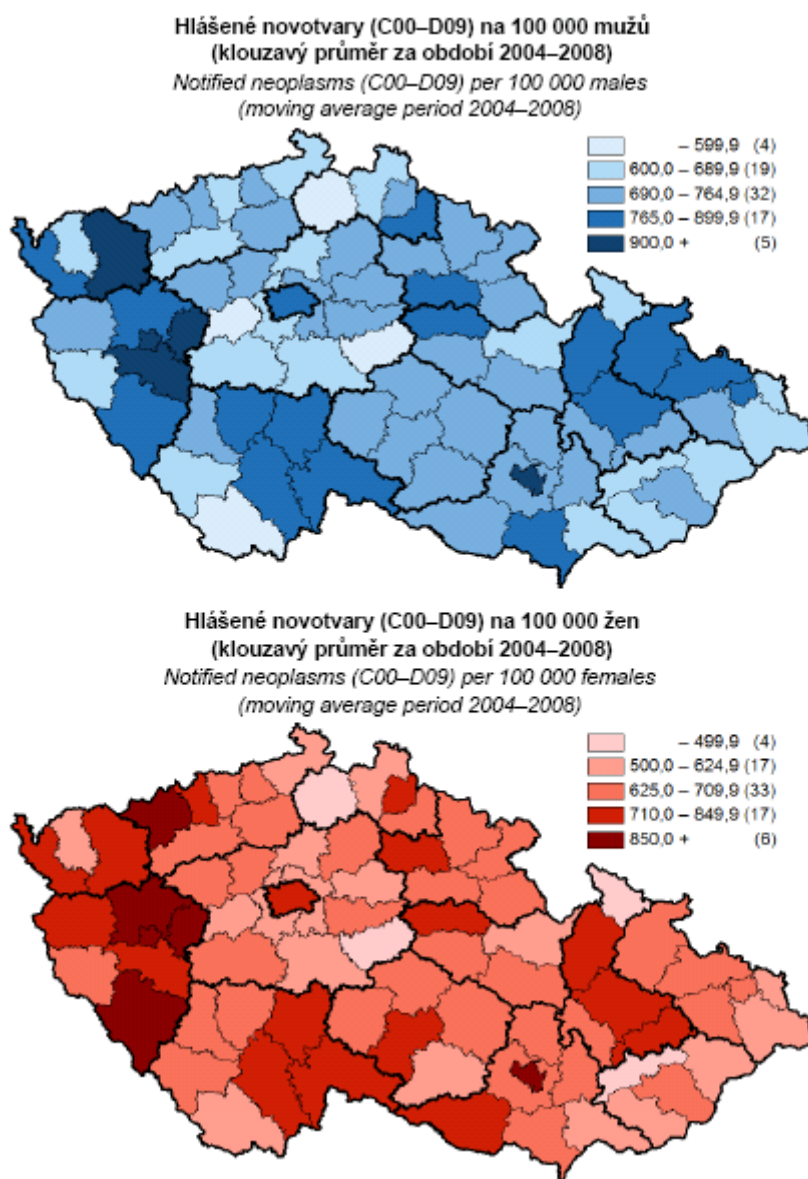 Hlášené novotvary (C00–D09) na 100 000 mužů
(klouzavý průměr za období 2004–2008)
Notified neoplasms (C00–D09) per 100 000 males
(moving average period 2004–2008)
– 599,9 (4)
600,0 – 689,9 (19)
690,0 – 764,9 (32)
765,0 – 899,9 (17)
900,0 + (5)
Hlášené novotvary (C00–D09) na 100 000 žen
(klouzavý průměr za období 2004–2008)
Notified neoplasms (C00–D09) per 100 000 females
(moving average period 2004–2008)
– 499,9 (4)
500,0 – 624,9 (17)
625,0 – 709,9 (33)
710,0 – 849,9 (17)
850,0 + (6)